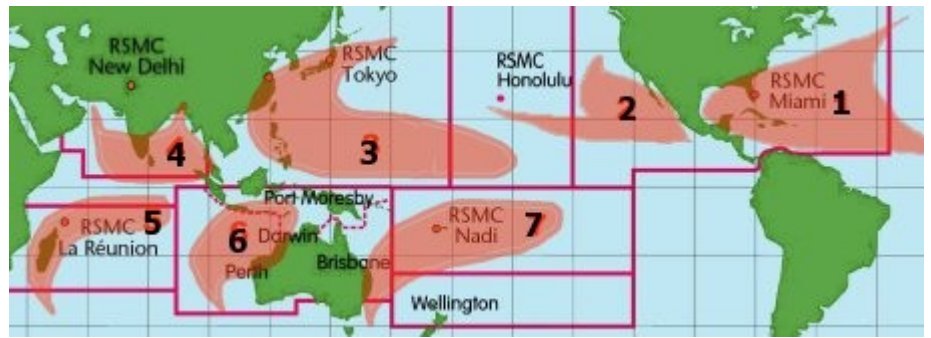 RSMC
New Delhi
RSMC
Tokyo
RSMC
Honolulu
RSMC
Miami
1
2
3
4
5
6
7
Port Moresby
RSMC
La Réunion
Darwin
Perth
Brisbane
RSMC
Nadi
Wellington